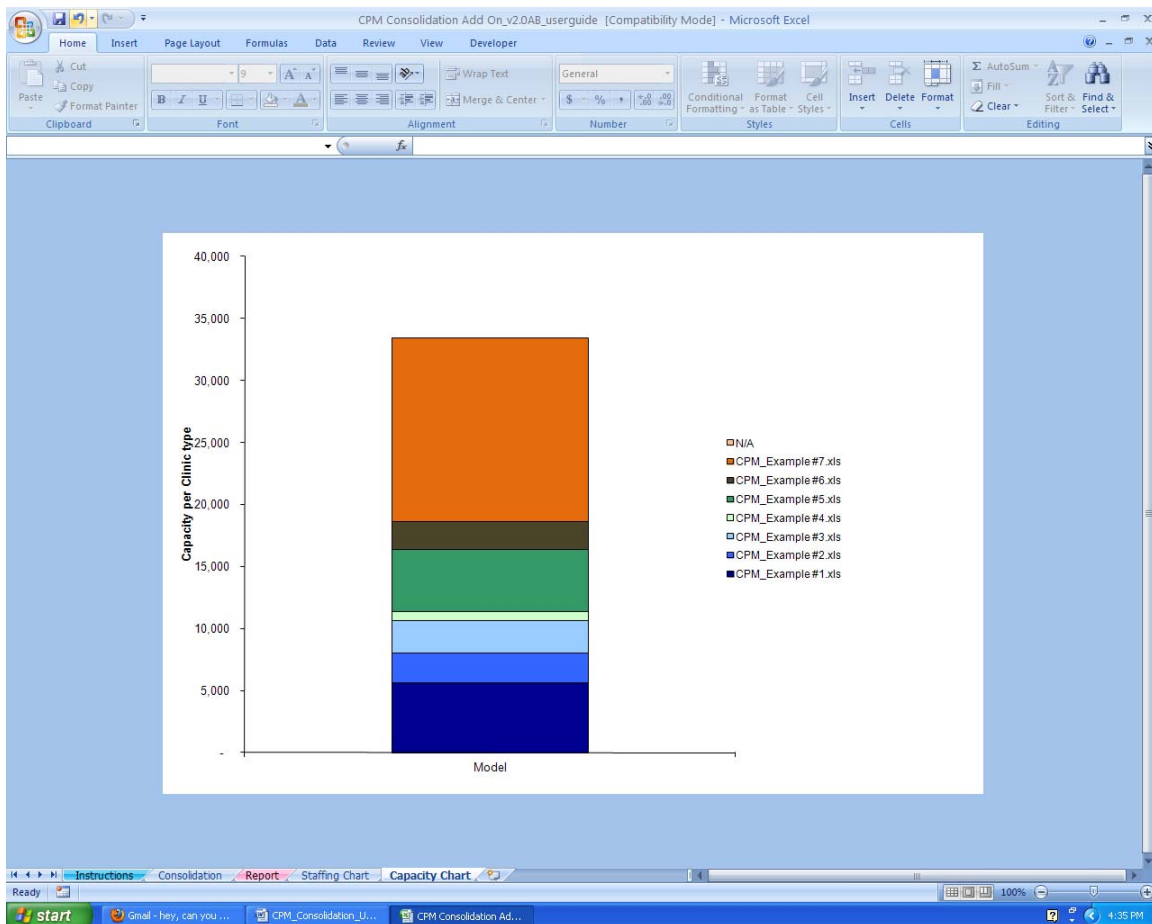 CPM Consolidation Add On_v2.0AB_userguide [Compatibility Mode] - Microsoft Excel
Home Insert Page Layout Formulas Data Review View Developer
Paste
Cut
Copy
Format Painter
Clipboard
9
A A
B I U A
Font
Wrap Text
Merge & Center
Alignment
General
$ % , .0 .00 .00 .0
Number
Conditional Formatting
Format as Table
Cell Styles
Styles
Insert Delete Format
Cells
Σ AutoSum
Fill
Clear
Sort & Filter
Find & Select
Editing
fx
40,000
35,000
30,000
25,000
20,000
15,000
10,000
5,000
-
Capacity per Clinic type
Model
N/A
CPM_Example #7.xls
CPM_Example #6.xls
CPM_Example #5.xls
CPM_Example #4.xls
CPM_Example #3.xls
CPM_Example #2.xls
CPM_Example #1.xls
Instructions Consolidation Report Staffing Chart Capacity Chart
Ready 100%
start Gmail - hey, can you ... CPM_Consolidation_U... CPM Consolidation Ad... 4:35 PM